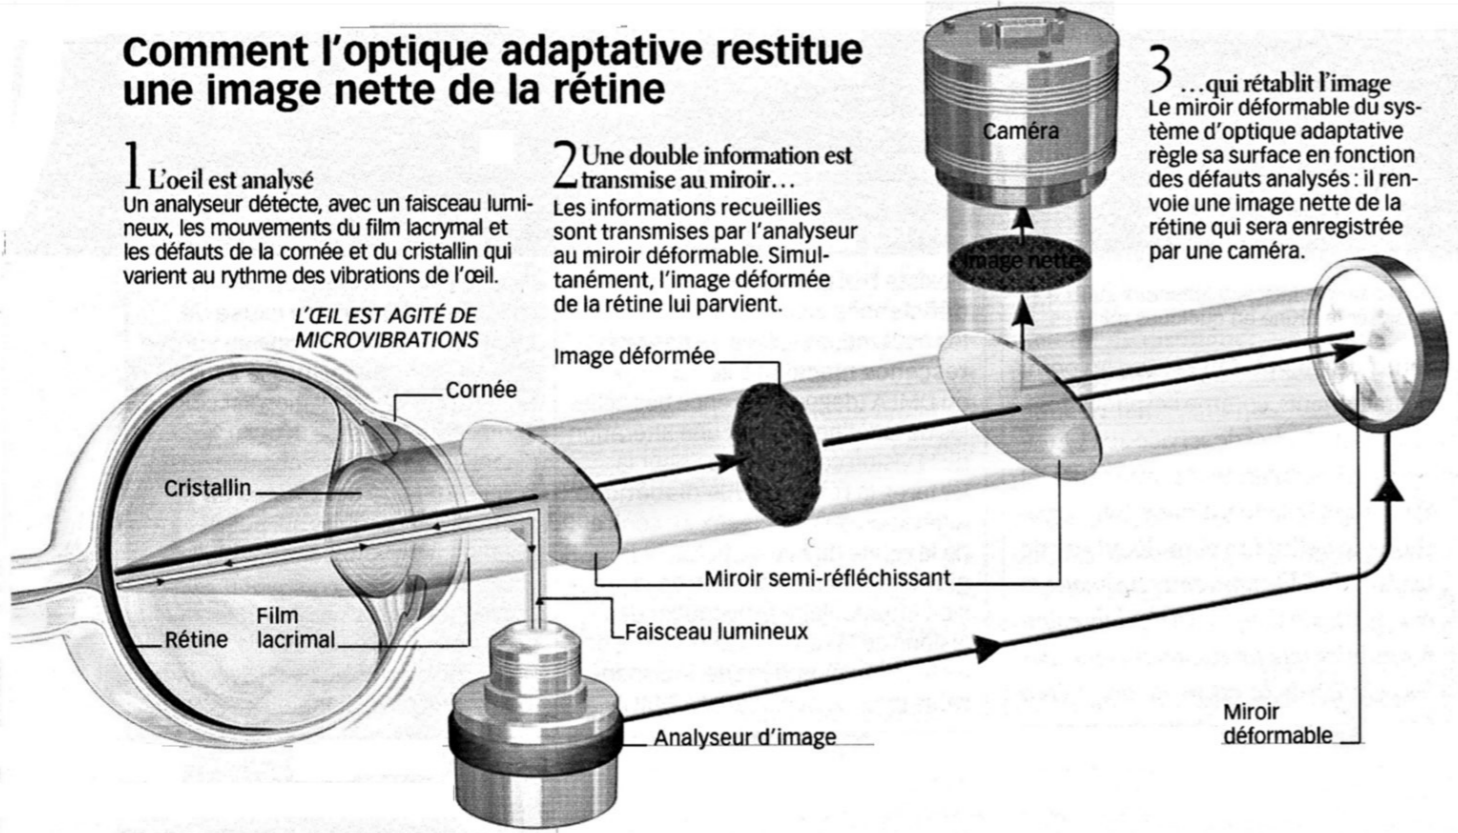 Comment l'optique adaptative restitue
une image nette de la rétine
1 L'oeil est analysé
Un analyseur détecte, avec un faisceau lumi-
neux, les mouvements du film lacrymal et
les défauts de la cornée et du cristallin qui
varient au rythme des vibrations de l'œil.
2 Une double information est
transmise au miroir...
Les informations recueillies
sont transmises par l'analyseur
au miroir déformable. Simul-
tanément, l'image déformée
de la rétine lui parvient.
3 ...qui rétablit l'image
Le miroir déformable du sys-
tème d'optique adaptative
règle sa surface en fonction
des défauts analysés : il ren-
voie une image nette de la
rétine qui sera enregistrée
par une caméra.
Caméra
Image nette
L'ŒIL EST AGITÉ DE
MICROVIBRATIONS
Image déformée
Cornée
Cristallin
Miroir semi-réfléchissant
Film
lacrimal
Rétine
Faisceau lumineux
Analyseur d'image
Miroir
déformable